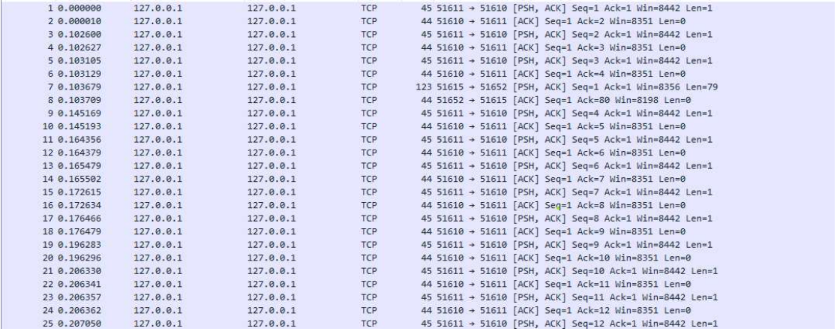 1 0.000000 127.0.0.1 127.0.0.1 TCP 45 51611 → 51610 [PSH, ACK] Seq=1 Ack=1 Win=8442 Len=1
2 0.000010 127.0.0.1 127.0.0.1 TCP 44 51610 → 51611 [ACK] Seq=1 Ack=2 Win=8351 Len=0
3 0.102600 127.0.0.1 127.0.0.1 TCP 45 51611 → 51610 [PSH, ACK] Seq=2 Ack=1 Win=8442 Len=1
4 0.102627 127.0.0.1 127.0.0.1 TCP 44 51610 → 51611 [ACK] Seq=1 Ack=3 Win=8351 Len=0
5 0.103105 127.0.0.1 127.0.0.1 TCP 45 51611 → 51610 [PSH, ACK] Seq=3 Ack=1 Win=8442 Len=1
6 0.103129 127.0.0.1 127.0.0.1 TCP 44 51610 → 51611 [ACK] Seq=1 Ack=4 Win=8351 Len=0
7 0.103679 127.0.0.1 127.0.0.1 TCP 123 51615 → 51652 [PSH, ACK] Seq=1 Ack=1 Win=8356 Len=79
8 0.103709 127.0.0.1 127.0.0.1 TCP 44 51652 → 51615 [ACK] Seq=1 Ack=80 Win=8198 Len=0
9 0.145169 127.0.0.1 127.0.0.1 TCP 45 51611 → 51610 [PSH, ACK] Seq=4 Ack=1 Win=8442 Len=1
10 0.145193 127.0.0.1 127.0.0.1 TCP 44 51610 → 51611 [ACK] Seq=1 Ack=5 Win=8351 Len=0
11 0.164356 127.0.0.1 127.0.0.1 TCP 45 51611 → 51610 [PSH, ACK] Seq=5 Ack=1 Win=8442 Len=1
12 0.164379 127.0.0.1 127.0.0.1 TCP 44 51610 → 51611 [ACK] Seq=1 Ack=6 Win=8351 Len=0
13 0.165479 127.0.0.1 127.0.0.1 TCP 45 51611 → 51610 [PSH, ACK] Seq=6 Ack=1 Win=8442 Len=1
14 0.165502 127.0.0.1 127.0.0.1 TCP 44 51610 → 51611 [ACK] Seq=1 Ack=7 Win=8351 Len=0
15 0.172615 127.0.0.1 127.0.0.1 TCP 45 51611 → 51610 [PSH, ACK] Seq=7 Ack=1 Win=8442 Len=1
16 0.172634 127.0.0.1 127.0.0.1 TCP 44 51610 → 51611 [ACK] Seq=1 Ack=8 Win=8351 Len=0
17 0.176466 127.0.0.1 127.0.0.1 TCP 45 51611 → 51610 [PSH, ACK] Seq=8 Ack=1 Win=8442 Len=1
18 0.176479 127.0.0.1 127.0.0.1 TCP 44 51610 → 51611 [ACK] Seq=1 Ack=9 Win=8351 Len=0
19 0.196283 127.0.0.1 127.0.0.1 TCP 45 51611 → 51610 [PSH, ACK] Seq=9 Ack=1 Win=8442 Len=1
20 0.196296 127.0.0.1 127.0.0.1 TCP 44 51610 → 51611 [ACK] Seq=1 Ack=10 Win=8351 Len=0
21 0.206330 127.0.0.1 127.0.0.1 TCP 45 51611 → 51610 [PSH, ACK] Seq=10 Ack=1 Win=8442 Len=1
22 0.206341 127.0.0.1 127.0.0.1 TCP 44 51610 → 51611 [ACK] Seq=1 Ack=11 Win=8351 Len=0
23 0.206357 127.0.0.1 127.0.0.1 TCP 45 51611 → 51610 [PSH, ACK] Seq=11 Ack=1 Win=8442 Len=1
24 0.206362 127.0.0.1 127.0.0.1 TCP 44 51610 → 51611 [ACK] Seq=1 Ack=12 Win=8351 Len=0
25 0.207050 127.0.0.1 127.0.0.1 TCP 45 51611 → 51610 [PSH, ACK] Seq=12 Ack=1 Win=8442 Len=1